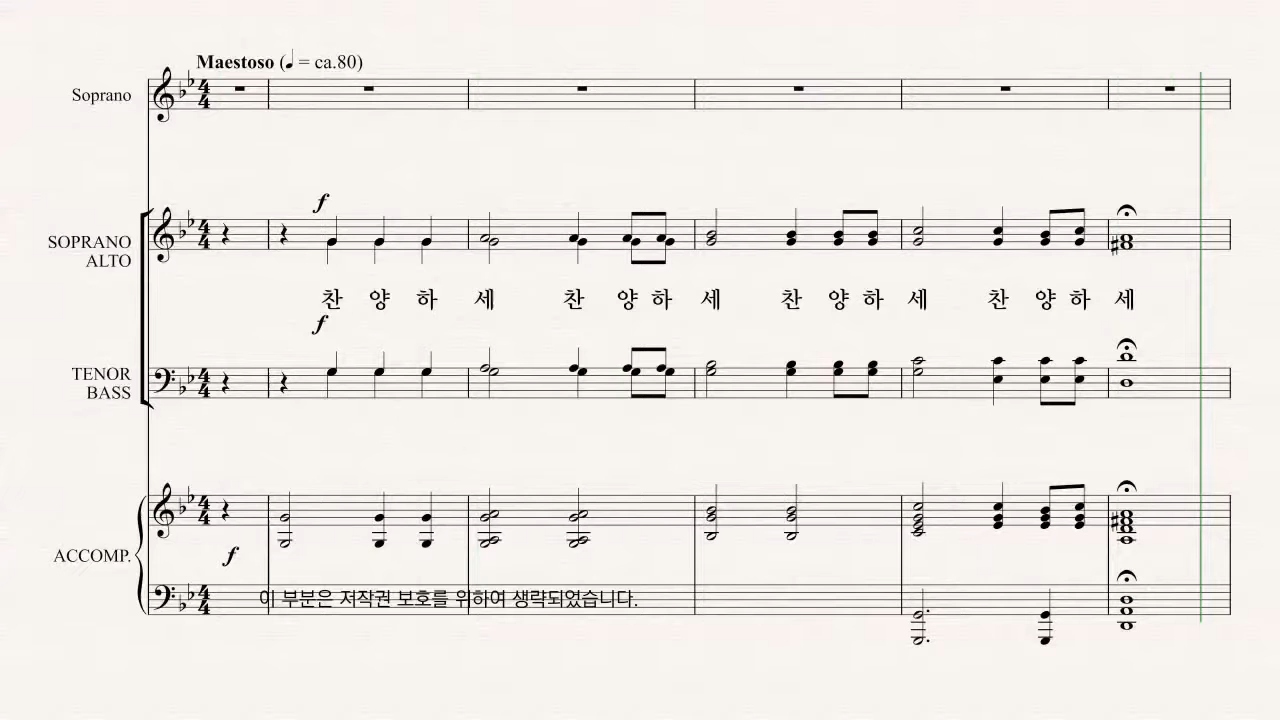 Maestoso (♩ = ca.80)
Soprano
f
SOPRANO
ALTO
찬 양 하 세 찬 양 하 세 찬 양 하 세 찬 양 하 세
f
TENOR
BASS
ACCOMP.
f
이 부분은 저작권 보호를 위하여 생략되었습니다.